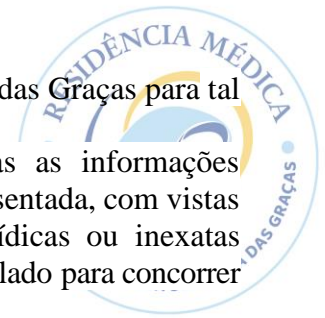 RESIDÊNCIA MÉDICA
das Graças para tal
as as informações
sentada, com vistas
ídicas ou inexatas
DAS GRAÇAS
lado para concorrer